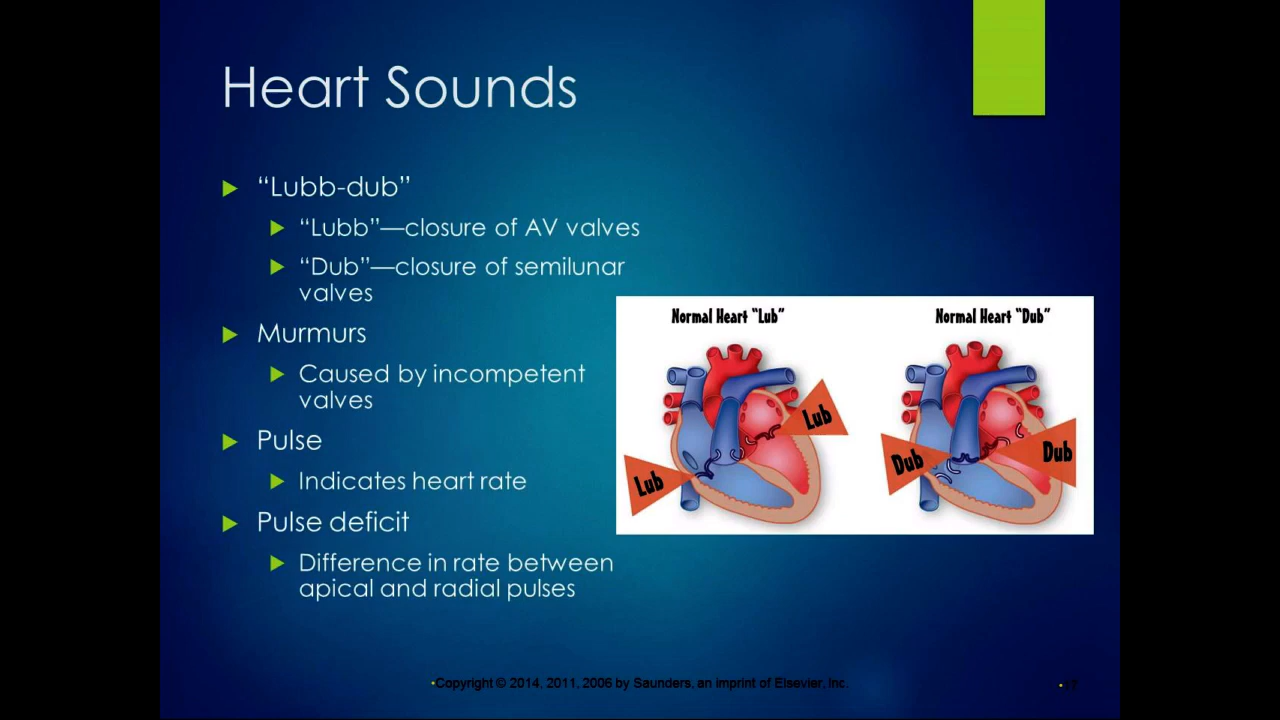 Heart Sounds
“Lubb-dub”
“Lubb”—closure of AV valves
“Dub”—closure of semilunar
valves
Murmurs
Caused by incompetent
valves
Pulse
Indicates heart rate
Pulse deficit
Difference in rate between
apical and radial pulses
Normal Heart “Lub”
Normal Heart “Dub”
Lub
Lub
Dub
Dub
•Copyright © 2014, 2011, 2006 by Saunders, an imprint of Elsevier, Inc.
•17